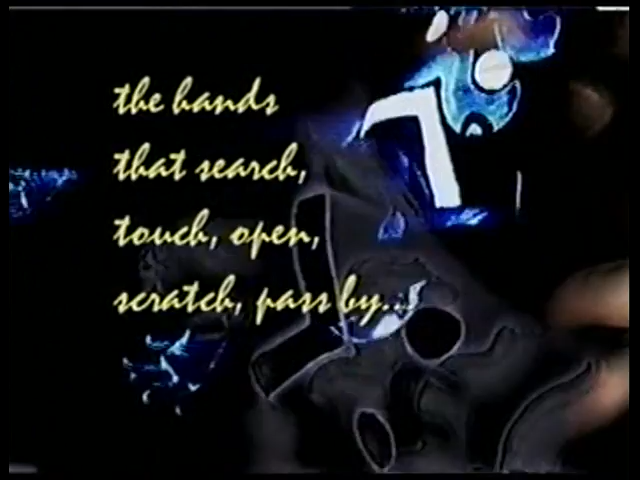 the hands
that search,
touch, open,
scratch, pass by...